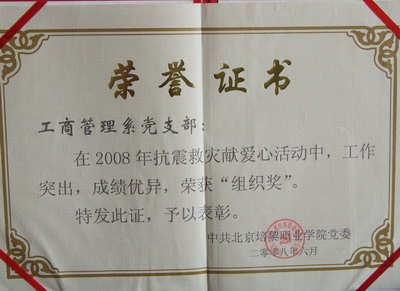 荣誉证书
工商管理系党支部：
在2008年抗震救灾献爱心活动中，工作
突出，成绩优异，荣获“组织奖”。
特发此证，予以表彰。
中共北京培黎职业学院党委
二零零八年六月